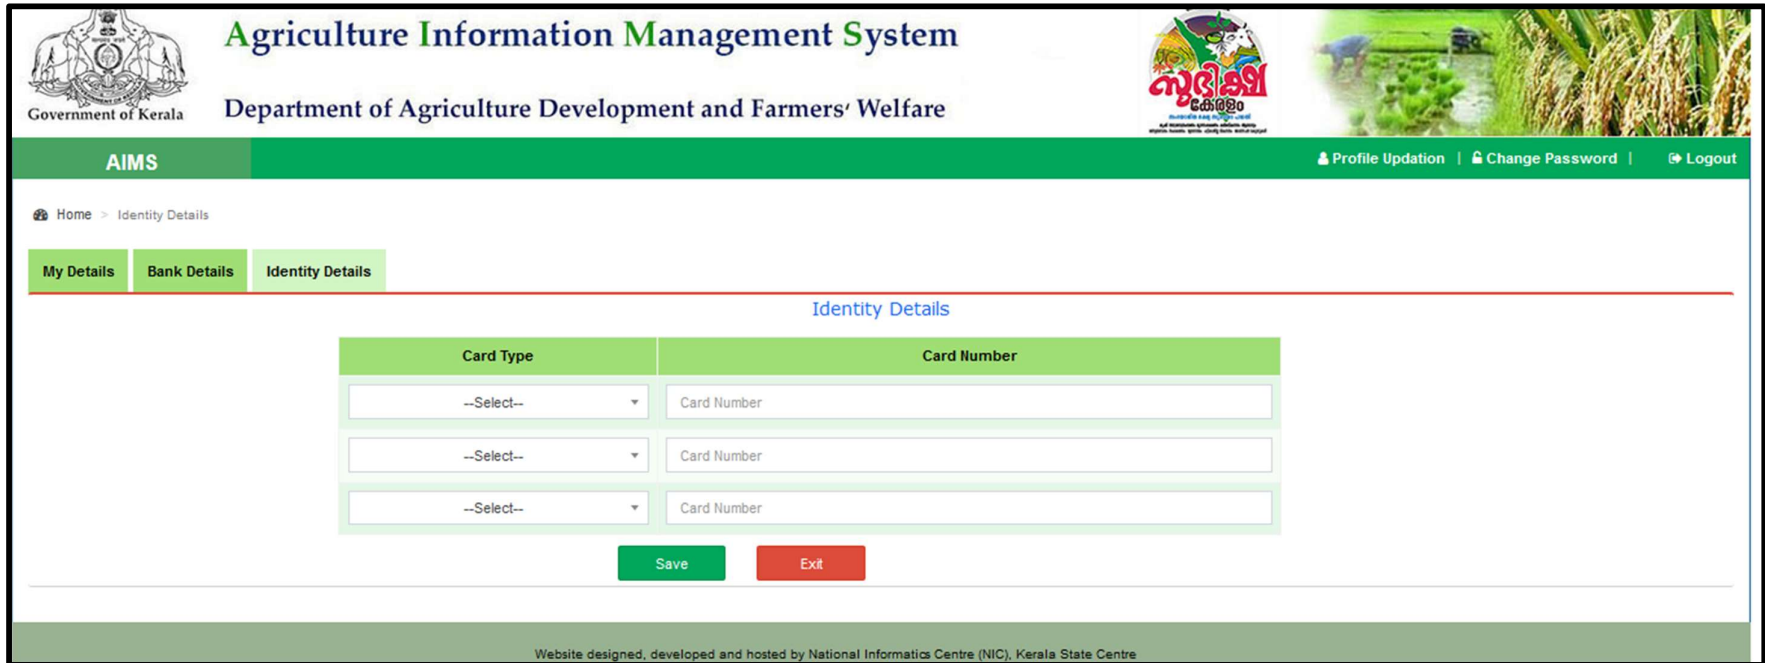 Agriculture Information Management System
Government of Kerala
Department of Agriculture Development and Farmers' Welfare
സുഭിക്ഷ
കേരളം
AIMS
Profile Updation | Change Password | Logout
Home > Identity Details
My Details Bank Details Identity Details
Identity Details
Card Type Card Number
--Select-- Card Number
--Select-- Card Number
--Select-- Card Number
Save Exit
Website designed, developed and hosted by National Informatics Centre (NIC), Kerala State Centre